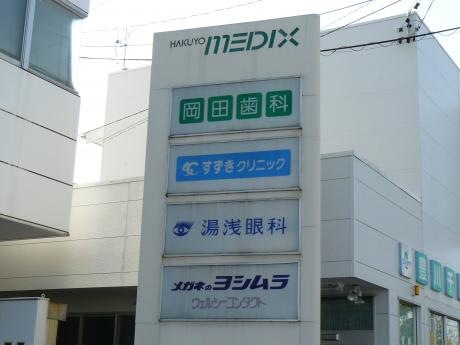 HAKUYO MEDIX
岡田歯科
すずきクリニック
湯浅眼科
メガネのヨシムラ
ウェルシーコンタクト